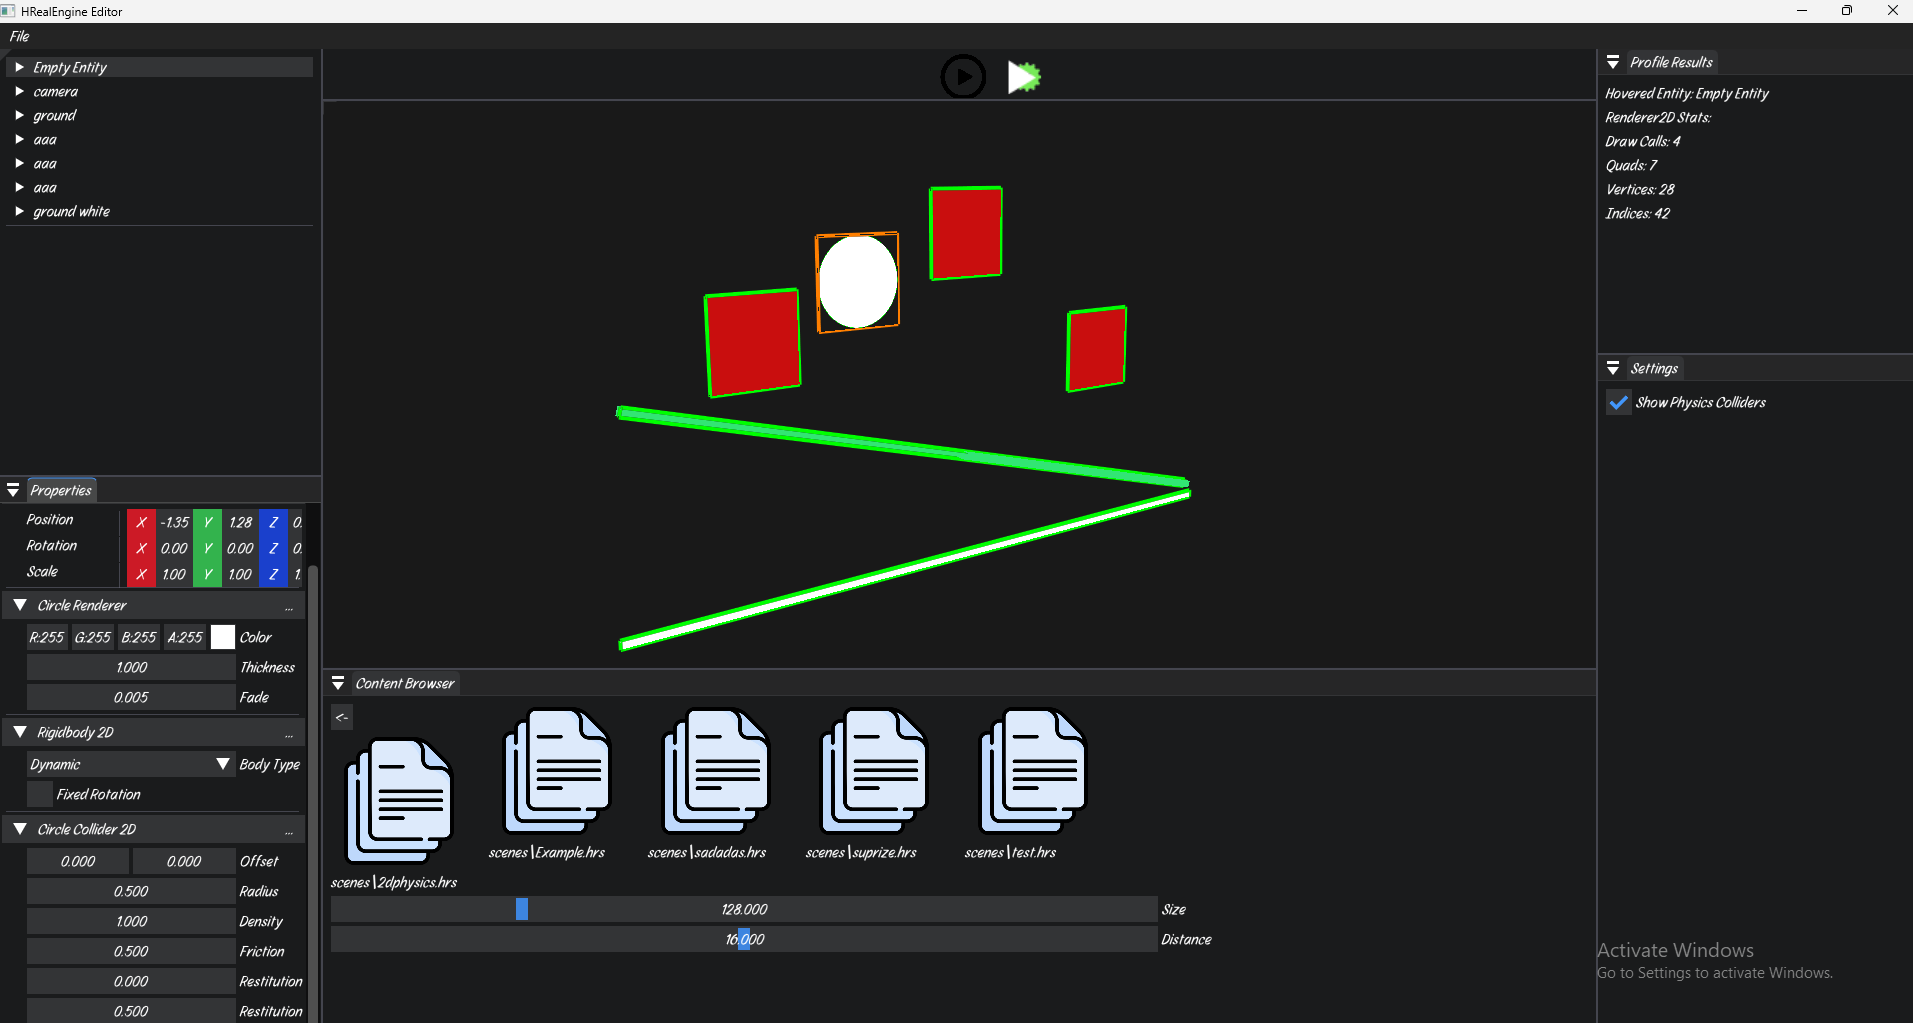 HRealEngine Editor
File
Empty Entity
camera
ground
aaa
aaa
aaa
ground white
Properties
Position X -1.35 Y 1.28 Z 0.
Rotation X 0.00 Y 0.00 Z 0.
Scale X 1.00 Y 1.00 Z 1.
Circle Renderer ...
R:255 G:255 B:255 A:255 Color
1.000 Thickness
0.005 Fade
Rigidbody 2D ...
Dynamic Body Type
Fixed Rotation
Circle Collider 2D ...
0.000 0.000 Offset
0.500 Radius
1.000 Density
0.500 Friction
0.000 Restitution
0.500 Restitution
Content Browser
<-
scenes\2dphysics.hrs
scenes\Example.hrs
scenes\sadadas.hrs
scenes\suprize.hrs
scenes\test.hrs
128.000 Size
16.000 Distance
Profile Results
Hovered Entity: Empty Entity
Renderer2D Stats:
Draw Calls: 4
Quads: 7
Vertices: 28
Indices: 42
Settings
Show Physics Colliders
Activate Windows
Go to Settings to activate Windows.